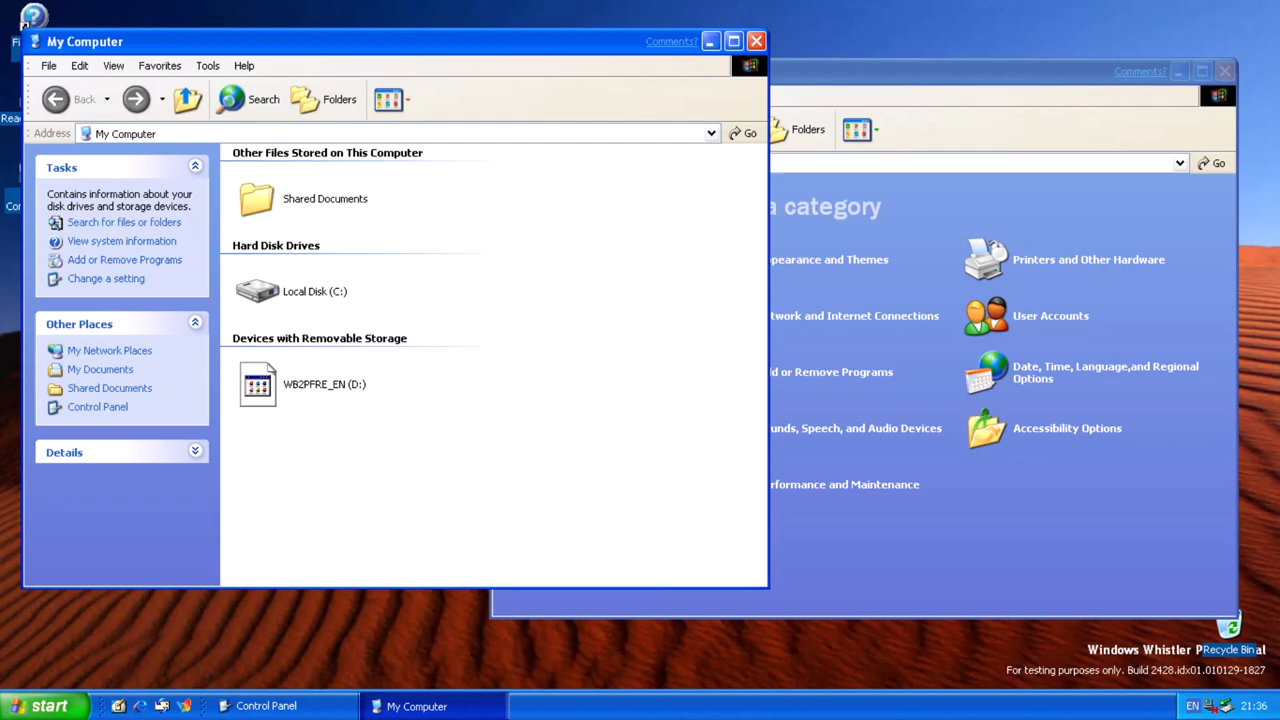 Fi
Rea
Cor
My Computer
Comments?
File Edit View Favorites Tools Help
Back Search Folders
Address My Computer Go
Tasks
Contains information about your
disk drives and storage devices.
Search for files or folders
View system information
Add or Remove Programs
Change a setting
Other Places
My Network Places
My Documents
Shared Documents
Control Panel
Details
Other Files Stored on This Computer
Shared Documents
Hard Disk Drives
Local Disk (C:)
Devices with Removable Storage
WB2PFRE_EN (D:)
Comments?
Folders
Go
a category
pearance and Themes
Printers and Other Hardware
twork and Internet Connections
User Accounts
ld or Remove Programs
Date, Time, Language,and Regional
Options
unds, Speech, and Audio Devices
Accessibility Options
rformance and Maintenance
Recycle Bin
Windows Whistler P al
For testing purposes only. Build 2428.idx01.010129-1827
start Control Panel My Computer EN 21:36